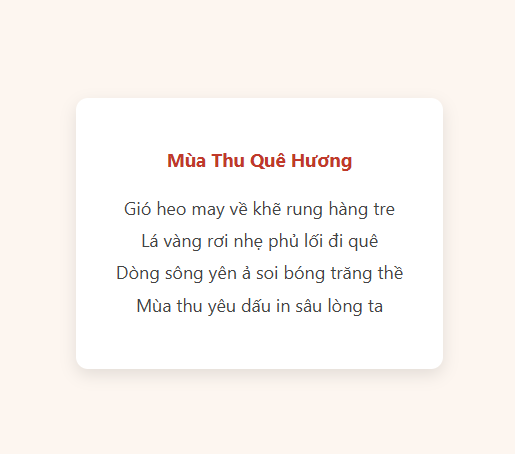 Mùa Thu Quê Hương
Gió heo may về khẽ rung hàng tre
Lá vàng rơi nhẹ phủ lối đi quê
Dòng sông yên ả soi bóng trăng thề
Mùa thu yêu dấu in sâu lòng ta